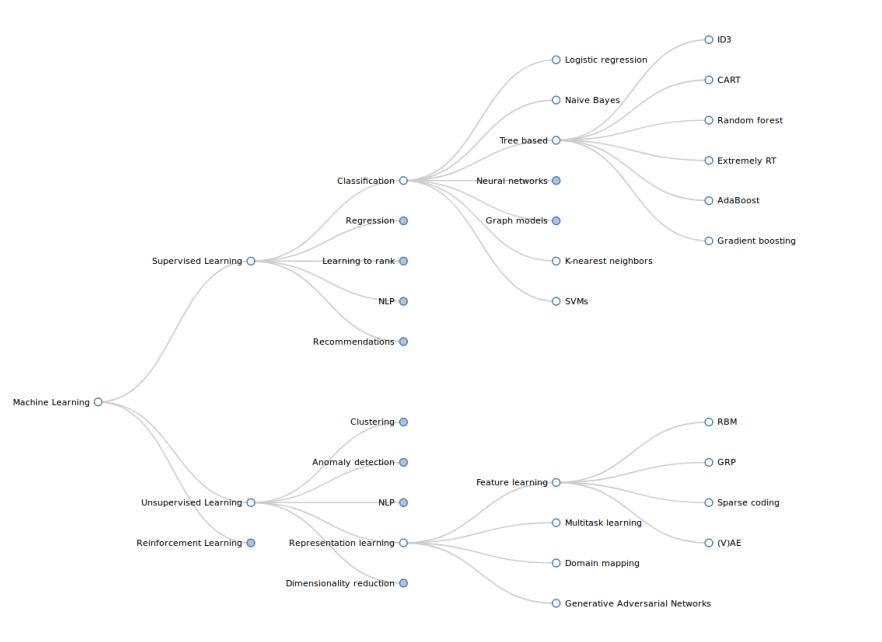 ID3
Logistic regression
CART
Naive Bayes
Random forest
Tree based
Extremely RT
Classification
Neural networks
AdaBoost
Regression
Graph models
Gradient boosting
Supervised Learning
Learning to rank
K-nearest neighbors
NLP
SVMs
Recommendations
Machine Learning
Clustering
RBM
Anomaly detection
GRP
Feature learning
Unsupervised Learning
NLP
Sparse coding
Multitask learning
Reinforcement Learning
Representation learning
(V)AE
Domain mapping
Dimensionality reduction
Generative Adversarial Networks